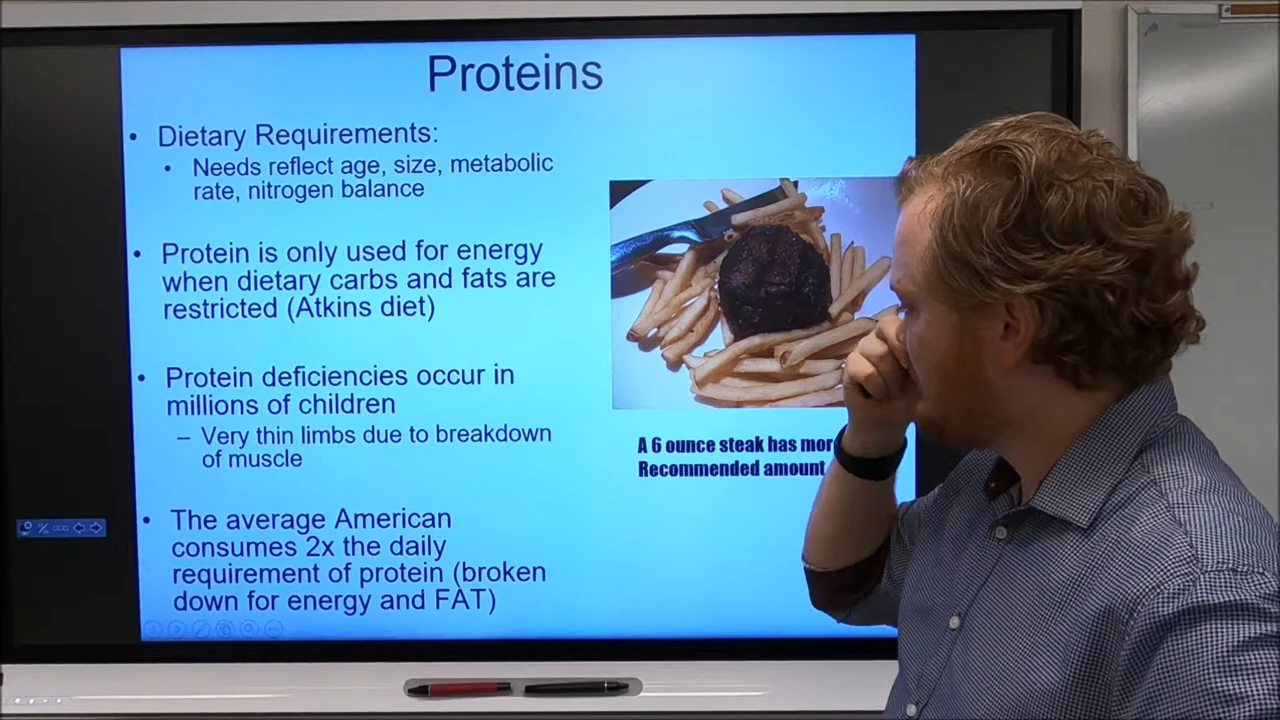 Proteins
• Dietary Requirements:
• Needs reflect age, size, metabolic
rate, nitrogen balance
• Protein is only used for energy
when dietary carbs and fats are
restricted (Atkins diet)
• Protein deficiencies occur in
millions of children
– Very thin limbs due to breakdown
of muscle
• The average American
consumes 2x the daily
requirement of protein (broken
down for energy and FAT)
A 6 ounce steak has mor
Recommended amount